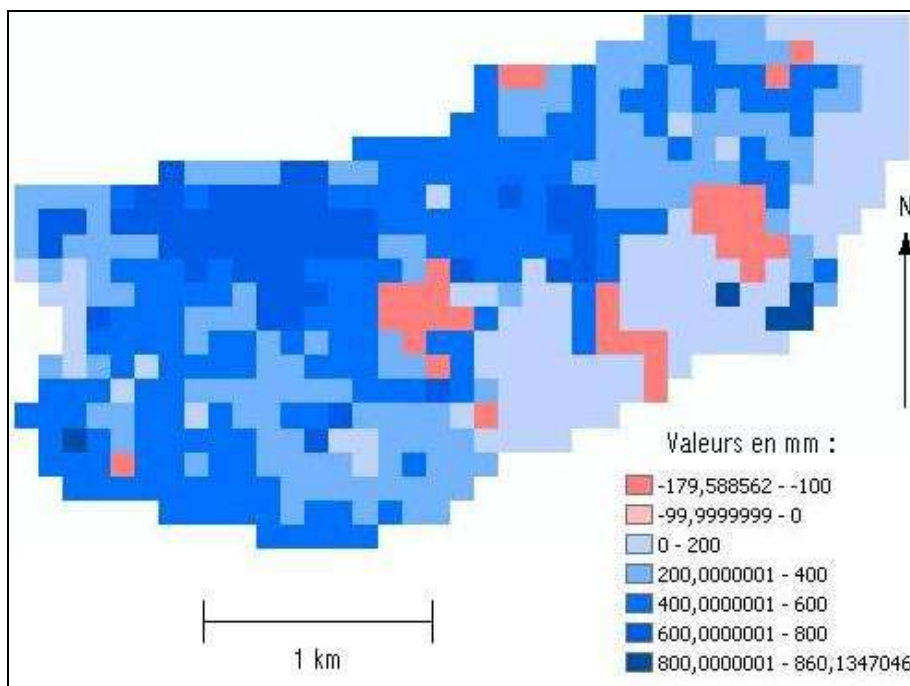 N
Valeurs en mm :
-179,588562 - -100
-99,9999999 - 0
0 - 200
200,0000001 - 400
400,0000001 - 600
600,0000001 - 800
800,0000001 - 860,1347046
1 km